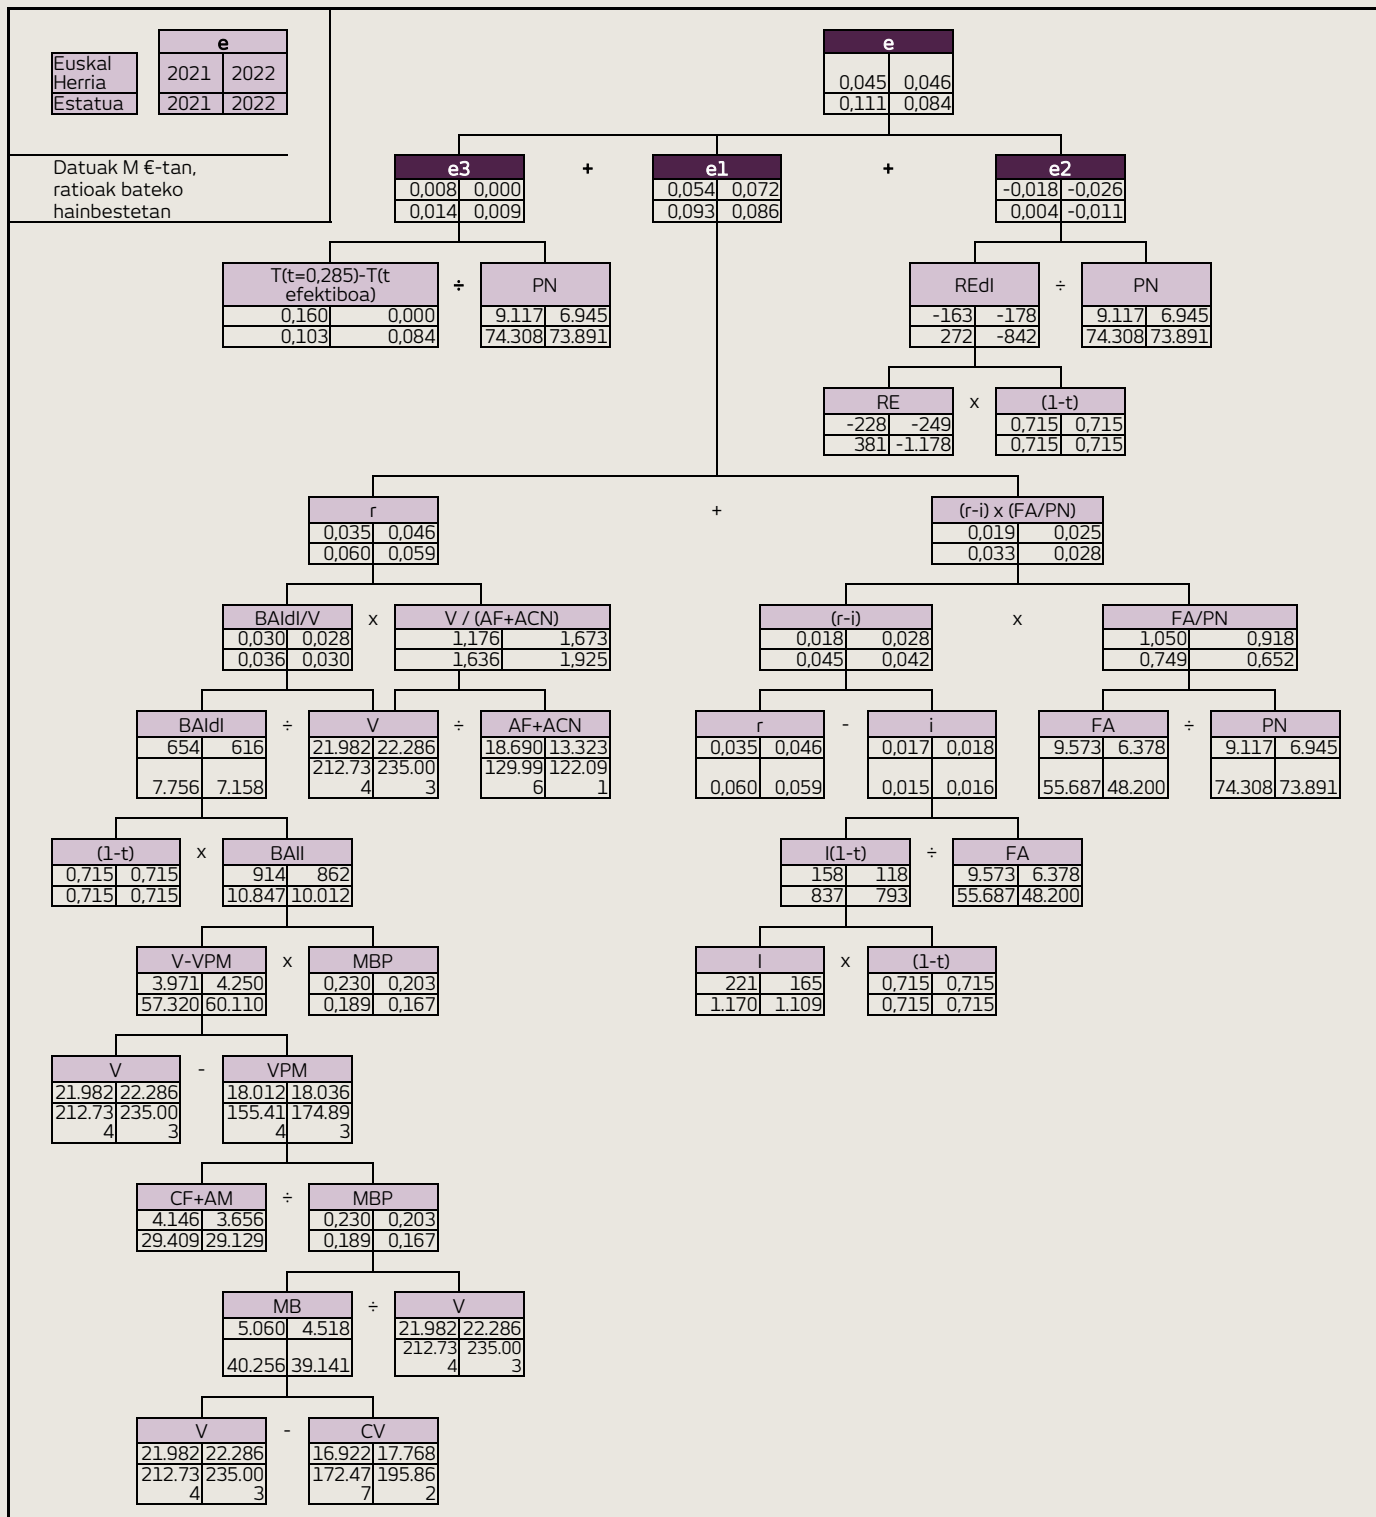 e
Euskal Herria 2021 2022
Estatua 2021 2022
Datuak M €-tan,
ratioak bateko
hainbestetan
e
0,045 0,046
0,111 0,084
e3 + e1 + e2
0,008 0,000 0,054 0,072 -0,018 -0,026
0,014 0,009 0,093 0,086 0,004 -0,011
T(t=0,285)-T(t efektiboa) ÷ PN REdI ÷ PN
0,160 0,000 9.117 6.945 -163 -178 9.117 6.945
0,103 0,084 74.308 73.891 272 -842 74.308 73.891
RE x (1-t)
-228 -249 0,715 0,715
381 -1.178 0,715 0,715
r + (r-i) x (FA/PN)
0,035 0,046 0,019 0,025
0,060 0,059 0,033 0,028
BAIdI/V x V / (AF+ACN) (r-i) x FA/PN
0,030 0,028 1,176 1,673 0,018 0,028 1,050 0,918
0,036 0,030 1,636 1,925 0,045 0,042 0,749 0,652
BAIdI ÷ V ÷ AF+ACN r - i FA ÷ PN
654 616 21.982 22.286 18.690 13.323 0,035 0,046 0,017 0,018 9.573 6.378 9.117 6.945
7.756 7.158 212.734 235.003 129.996 122.091 0,060 0,059 0,015 0,016 55.687 48.200 74.308 73.891
(1-t) x BAII I(1-t) ÷ FA
0,715 0,715 914 862 158 118 9.573 6.378
0,715 0,715 10.847 10.012 837 793 55.687 48.200
V-VPM x MBP I x (1-t)
3.971 4.250 0,230 0,203 221 165 0,715 0,715
57.320 60.110 0,189 0,167 1.170 1.109 0,715 0,715
V - VPM
21.982 22.286 18.012 18.036
212.734 235.003 155.414 174.893
CF+AM ÷ MBP
4.146 3.656 0,230 0,203
29.409 29.129 0,189 0,167
MB ÷ V
5.060 4.518 21.982 22.286
40.256 39.141 212.734 235.003
V - CV
21.982 22.286 16.922 17.768
212.734 235.003 172.477 195.862